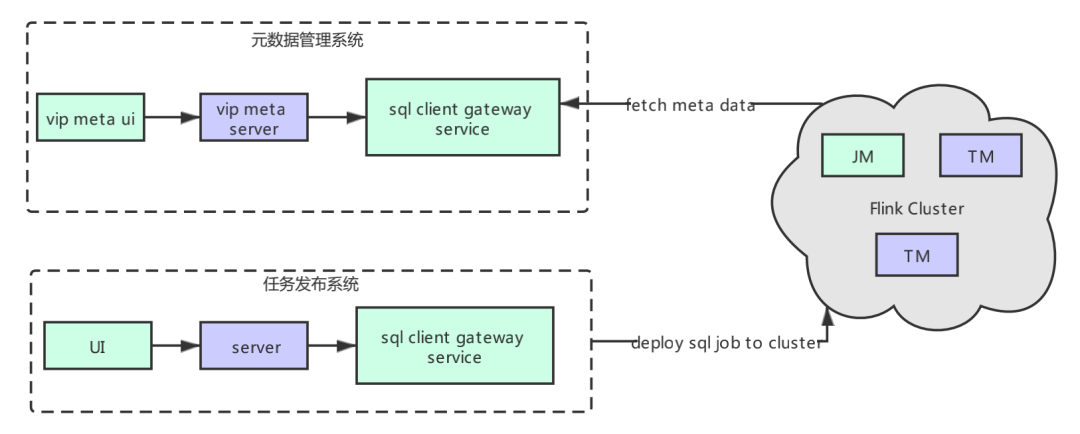 元数据管理系统
vip meta ui
vip meta
server
sql client gateway
service
fetch meta data
JM
TM
Flink Cluster
TM
任务发布系统
UI
server
sql client gateway
service
deploy sql job to cluster